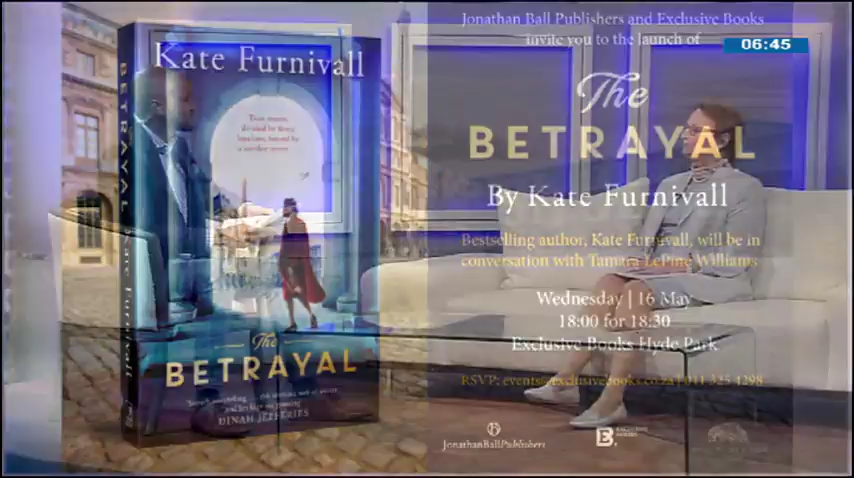 Kate Furnivall
BETRAYAL
Kate Furnivall
The
BETRAYAL
DINAH JEFFERIES
Jonathan Ball Publishers and Exclusive Books
invite you to the launch of
06:45
The
BETRAYAL
By Kate Furnivall
Bestselling author, Kate Furnivall, will be in
conversation with Tamara LePine Williams
Wednesday | 16 May
18:00 for 18:30
Exclusive Books Hyde Park
RSVP: events@exclusivebooks.co.za | 011 325 4298
JonathanBallPublishers
E.